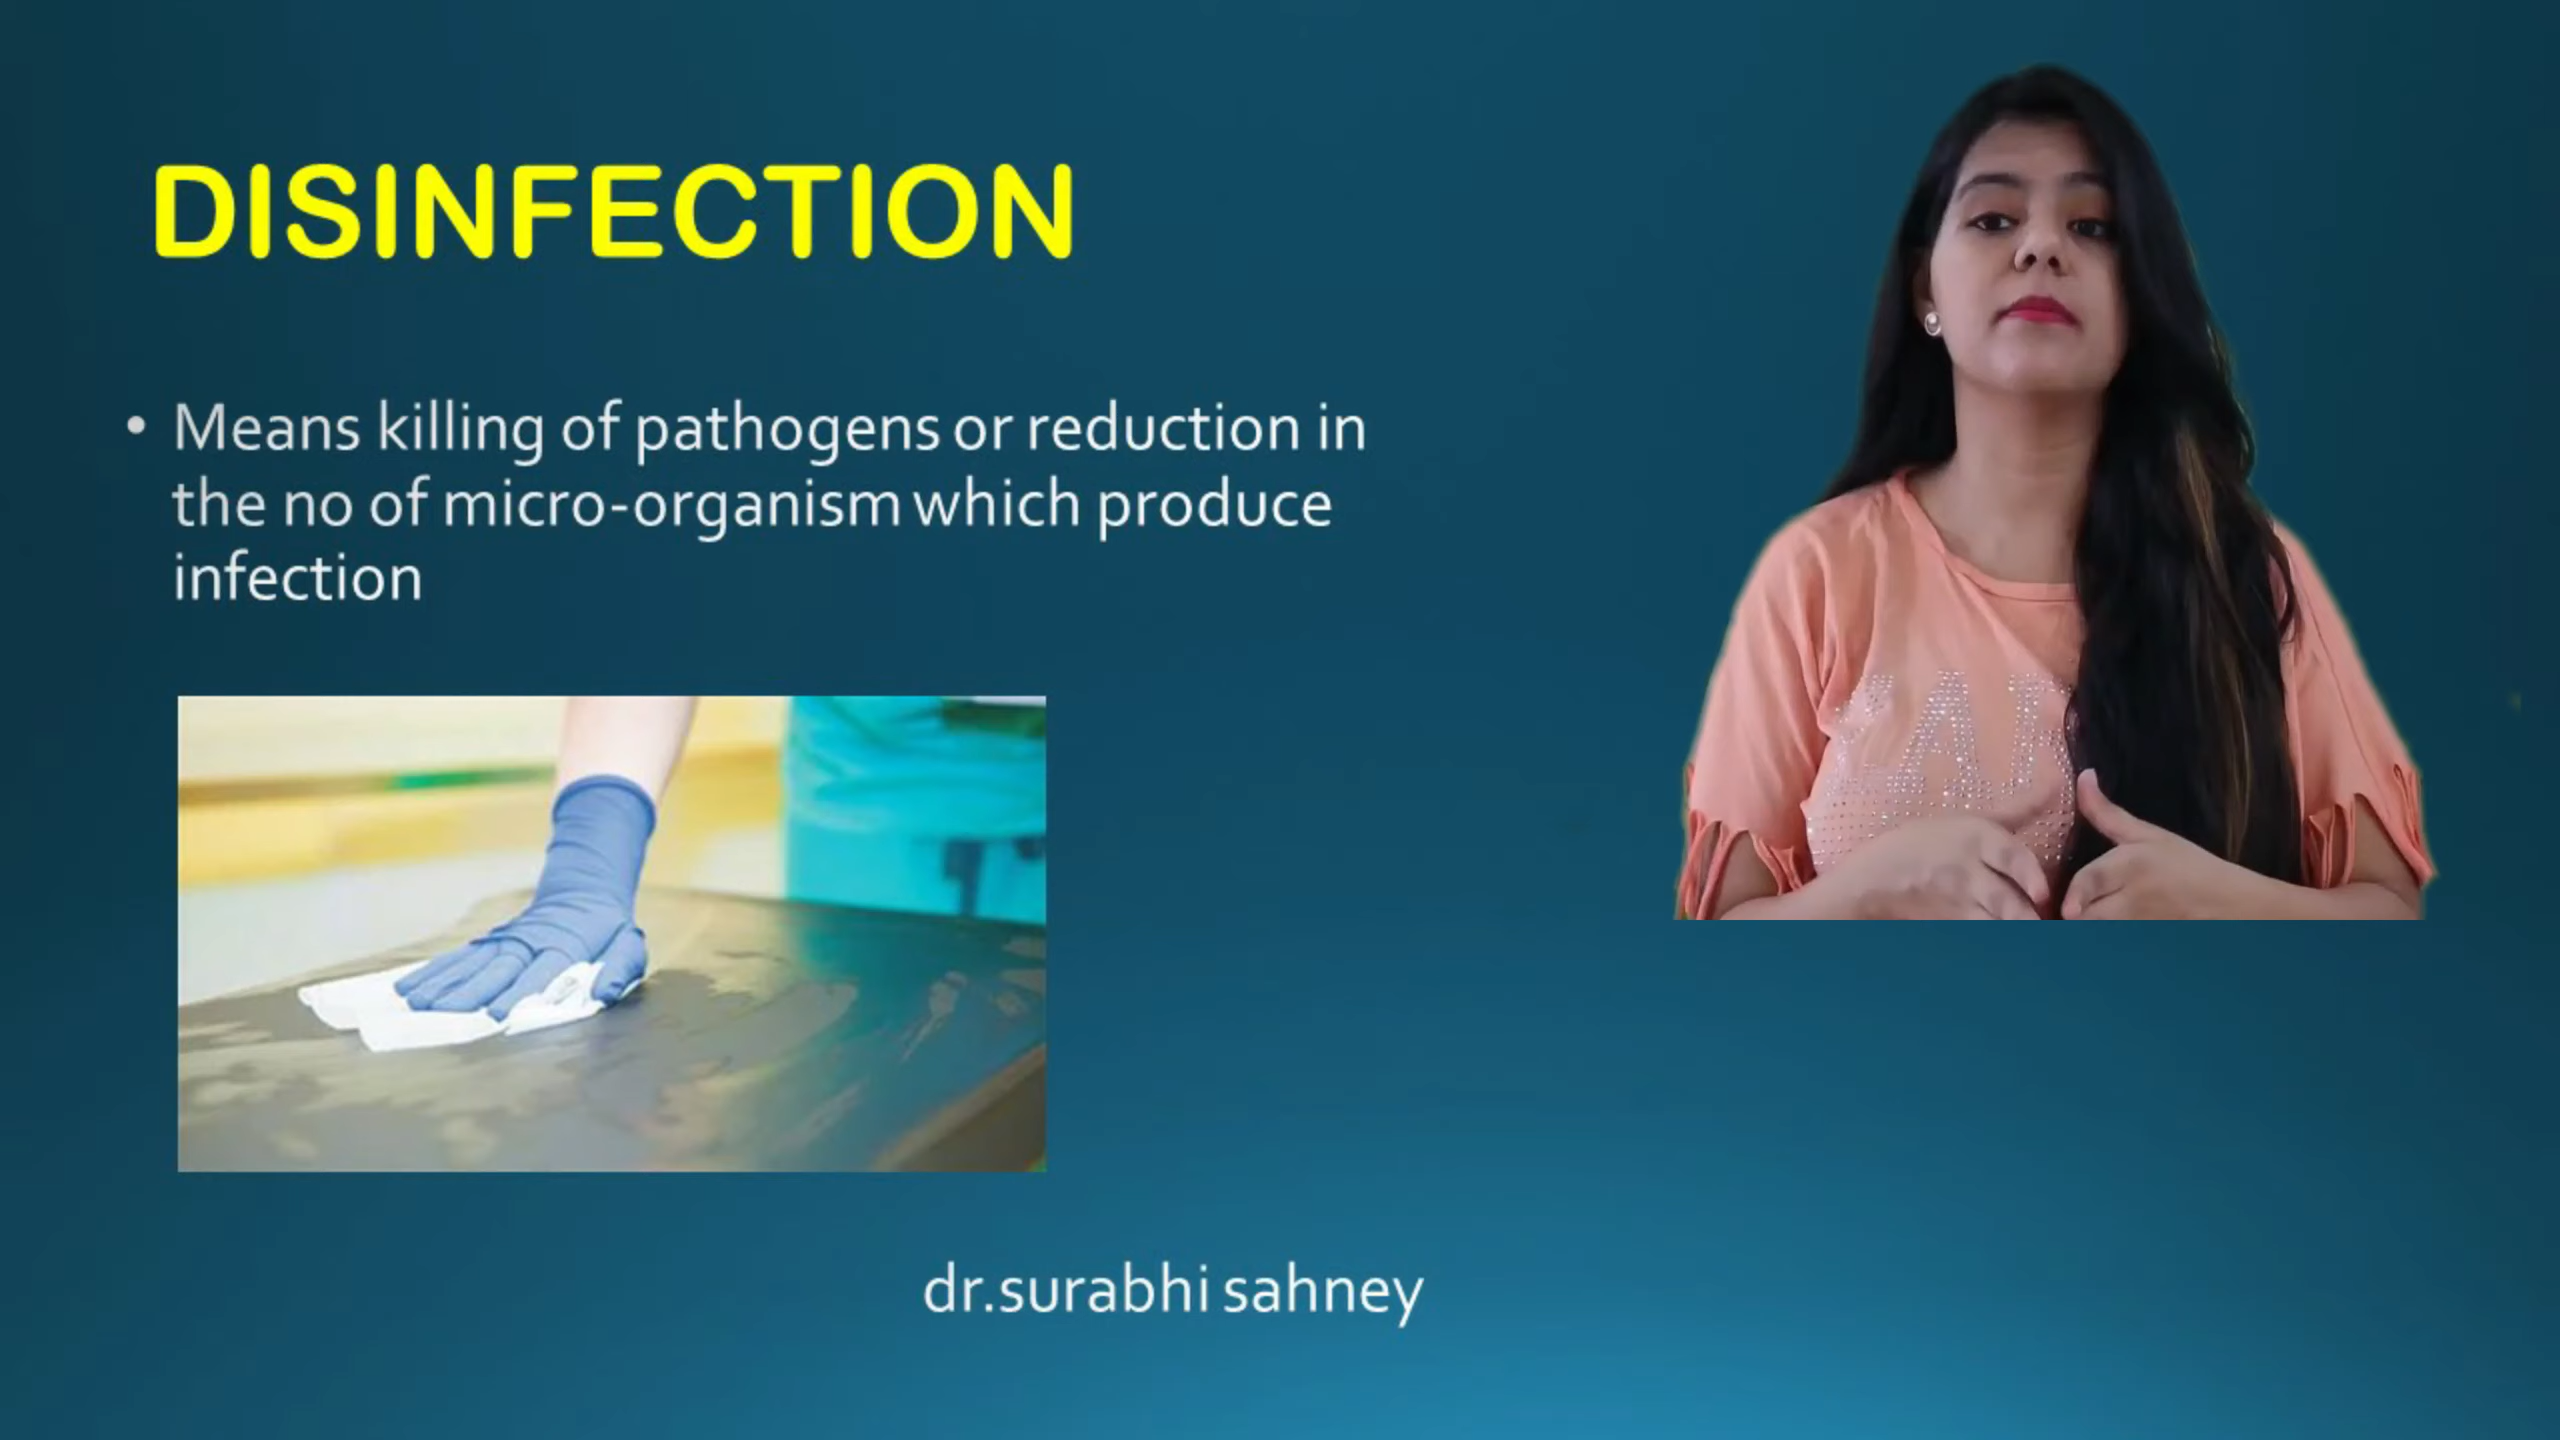 DISINFECTION
• Means killing of pathogens or reduction in
the no of micro-organism which produce
infection
dr.surabhi sahney